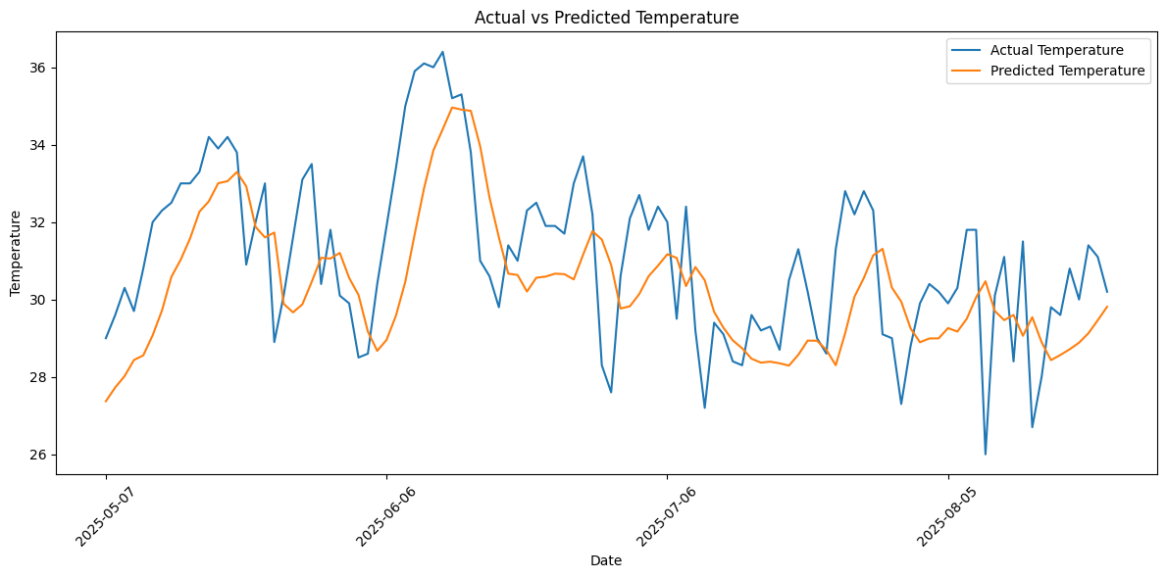 Actual vs Predicted Temperature
Actual Temperature
Predicted Temperature
Temperature
36
34
32
30
28
26
2025-05-07
2025-06-06
2025-07-06
2025-08-05
Date